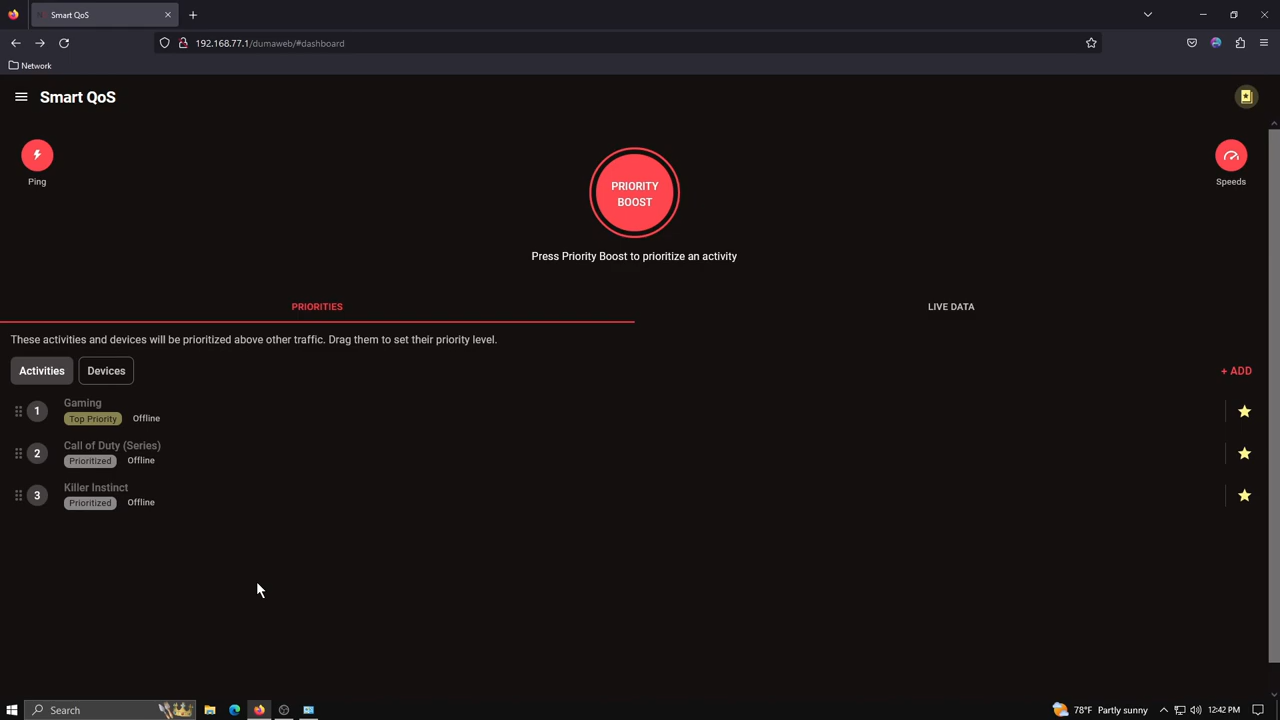 Smart QoS
192.168.77.1/dumaweb/#dashboard
Network
Smart QoS
Ping
PRIORITY
BOOST
Speeds
Press Priority Boost to prioritize an activity
PRIORITIES
LIVE DATA
These activities and devices will be prioritized above other traffic. Drag them to set their priority level.
Activities
Devices
+ ADD
1
Gaming
Top Priority Offline
2
Call of Duty (Series)
Prioritized Offline
3
Killer Instinct
Prioritized Offline
Search
78°F Partly sunny
12:42 PM